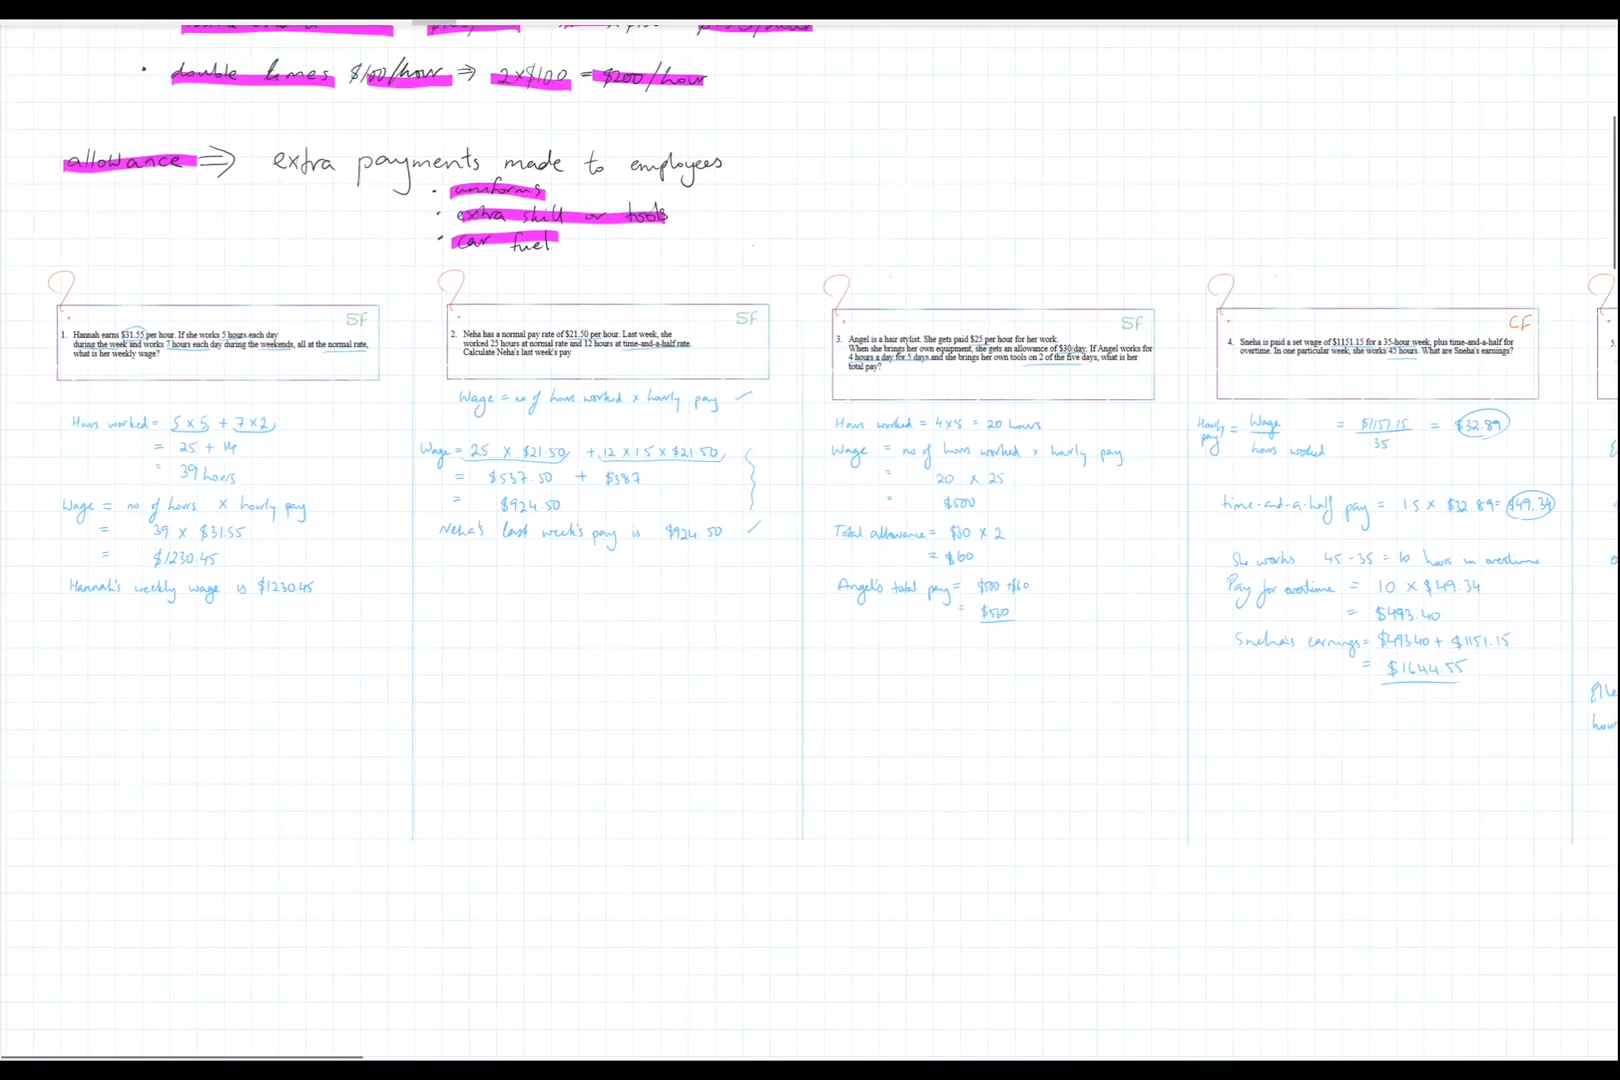 • double times $100/hour ⇒ 2 x $100 = $200/hour
allowance ⇒ extra payments made to employees
• uniforms
• extra skill or tools
• car fuel
SF
1. Hannah earns $31.55 per hour. If she works 5 hours each day
during the week and works 7 hours each day during the weekends, all at the normal rate,
what is her weekly wage?
Hours worked = 5 x 5 + 7 x 2
= 25 + 14
= 39 hours
Wage = no of hours x hourly pay
= 39 x $31.55
= $1230.45
Hannah's weekly wage is $1230.45
SF
2. Neha has a normal pay rate of $21.50 per hour. Last week, she
worked 25 hours at normal rate and 12 hours at time-and-a-half rate.
Calculate Neha's last week's pay
Wage = no. of hours worked x hourly pay ✓
Wage = 25 x $21.50 + 12 x 1.5 x $21.50
= $537.50 + $387
= $924.50
Neha's last week's pay is $924.50 ✓
SF
3. Angel is a hair stylist. She gets paid $25 per hour for her work.
When she brings her own equipment, she gets an allowance of $30/day. If Angel works for
4 hours a day for 5 days and she brings her own tools on 2 of the five days, what is her
total pay?
Hours worked = 4x5 = 20 hours
Wage = no of hours worked x hourly pay
= 20 x 25
= $500
Total allowance = $30 x 2
= $60
Angel's total pay = $500 + $60
= $560
CF
4. Sneha is paid a set wage of $1151.15 for a 35-hour week, plus time-and-a-half for
overtime. In one particular week, she works 45 hours. What are Sneha's earnings?
Hourly pay = Wage / hours worked = $1151.15 / 35 = $32.89
time-and-a-half pay = 1.5 x $32.89 = $49.34
She works 45 - 35 = 10 hours in overtime
Pay for overtime = 10 x $49.34
= $493.40
Sneha's earnings = $493.40 + $1151.15
= $1644.55
5.